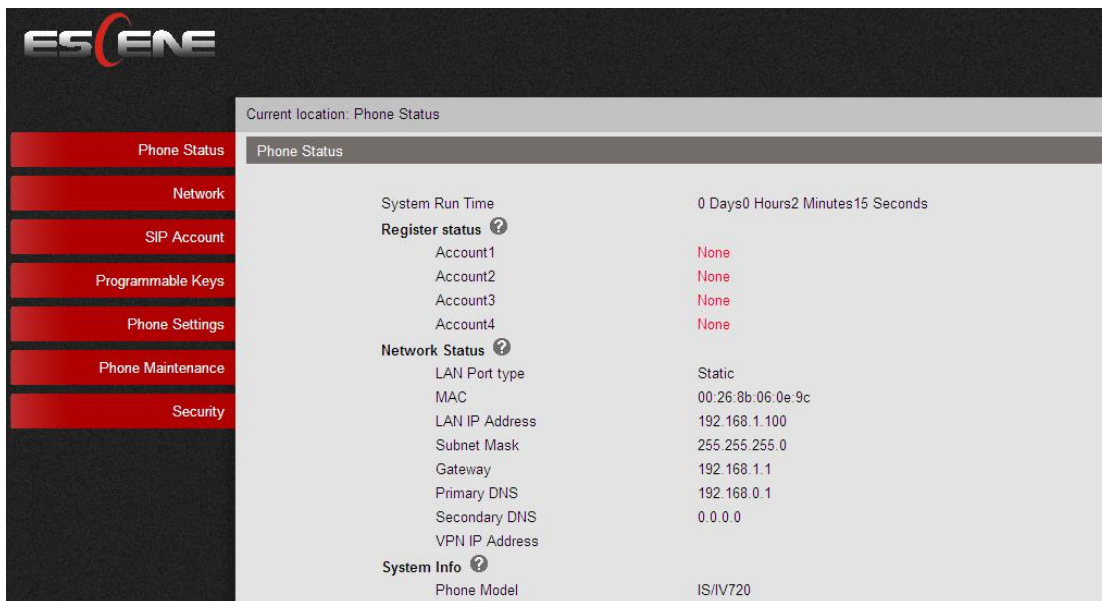 ESCENE
Current location: Phone Status
Phone Status
Network
SIP Account
Programmable Keys
Phone Settings
Phone Maintenance
Security
Phone Status
System Run Time 0 Days0 Hours2 Minutes15 Seconds
Register status ?
Account1 None
Account2 None
Account3 None
Account4 None
Network Status ?
LAN Port type Static
MAC 00:26:8b:06:0e:9c
LAN IP Address 192.168.1.100
Subnet Mask 255.255.255.0
Gateway 192.168.1.1
Primary DNS 192.168.0.1
Secondary DNS 0.0.0.0
VPN IP Address
System Info ?
Phone Model IS/IV720